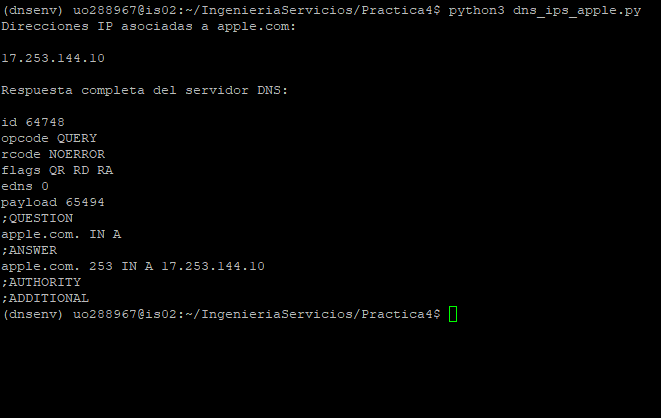 (dnsenv) uo288967@is02:~/IngenieriaServicios/Practica4$ python3 dns_ips_apple.py
Direcciones IP asociadas a apple.com:
17.253.144.10
Respuesta completa del servidor DNS:
id 64748
opcode QUERY
rcode NOERROR
flags QR RD RA
edns 0
payload 65494
;QUESTION
apple.com. IN A
;ANSWER
apple.com. 253 IN A 17.253.144.10
;AUTHORITY
;ADDITIONAL
(dnsenv) uo288967@is02:~/IngenieriaServicios/Practica4$